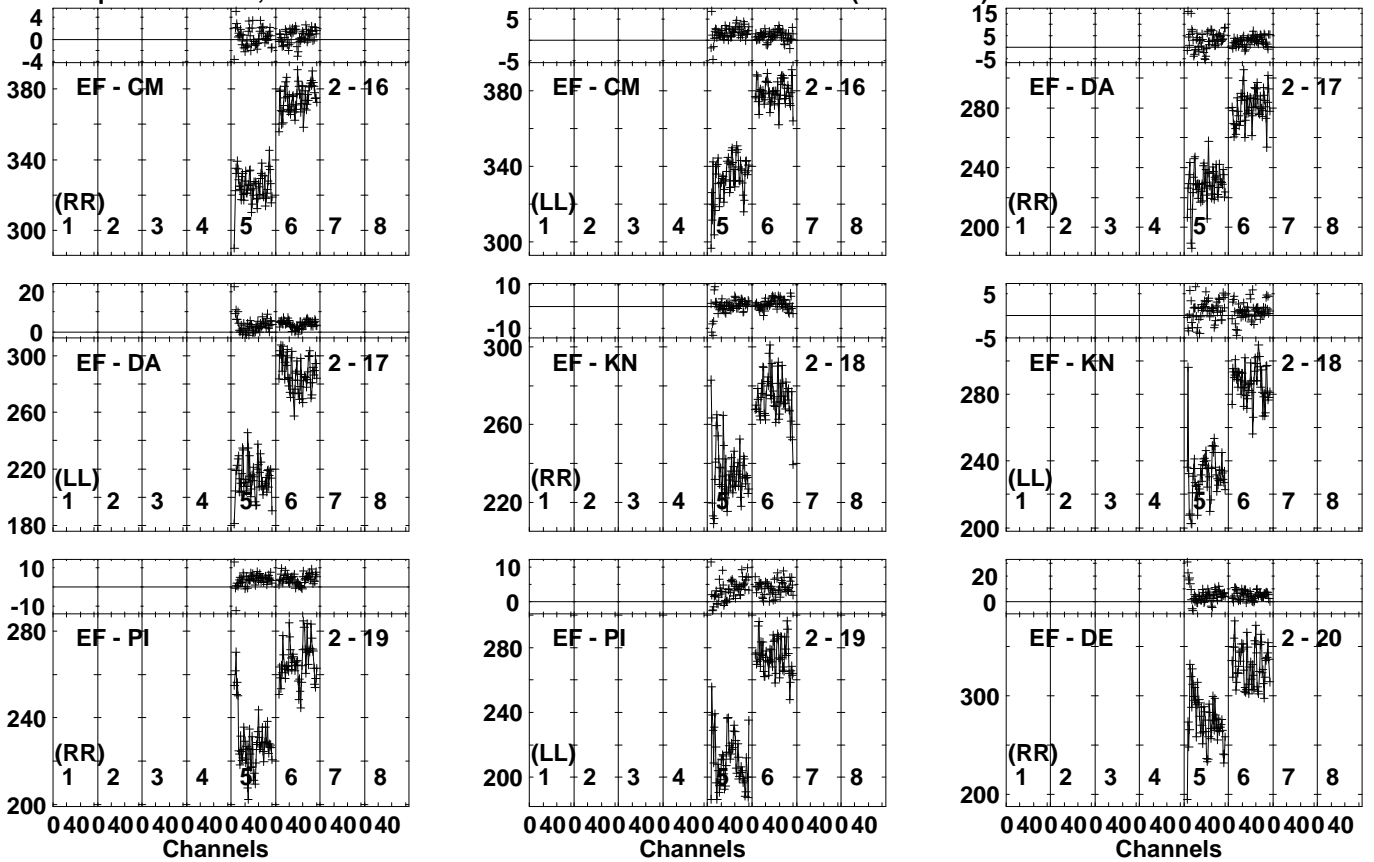 4 0 -4 EF - CM 2 - 16 380 340 300 (RR) 1 2 3 4 5 6 7 8
5 -5 EF - CM 2 - 16 380 340 300 (LL) 1 2 3 4 5 6 7 8
15 5 -5 EF - DA 2 - 17 280 240 200 (RR) 1 2 3 4 5 6 7 8
20 0 EF - DA 2 - 17 300 260 220 180 (LL) 1 2 3 4 5 6 7 8
10 -10 EF - KN 2 - 18 300 260 220 (RR) 1 2 3 4 5 6 7 8
5 -5 EF - KN 2 - 18 280 240 200 (LL) 1 2 3 4 5 6 7 8
10 -10 EF - PI 2 - 19 280 240 200 (RR) 1 2 3 4 5 6 7 8
10 0 EF - PI 2 - 19 280 240 200 (LL) 1 2 3 4 5 6 7 8
20 0 EF - DE 2 - 20 300 200 (RR) 1 2 3 4 5 6 7 8
0 40 0 40 0 40 0 40 0 40 0 40 0 40 0 40
0 40 0 40 0 40 0 40 0 40 0 40 0 40 0 40
0 40 0 40 0 40 0 40 0 40 0 40 0 40 0 40
Channels
Channels
Channels